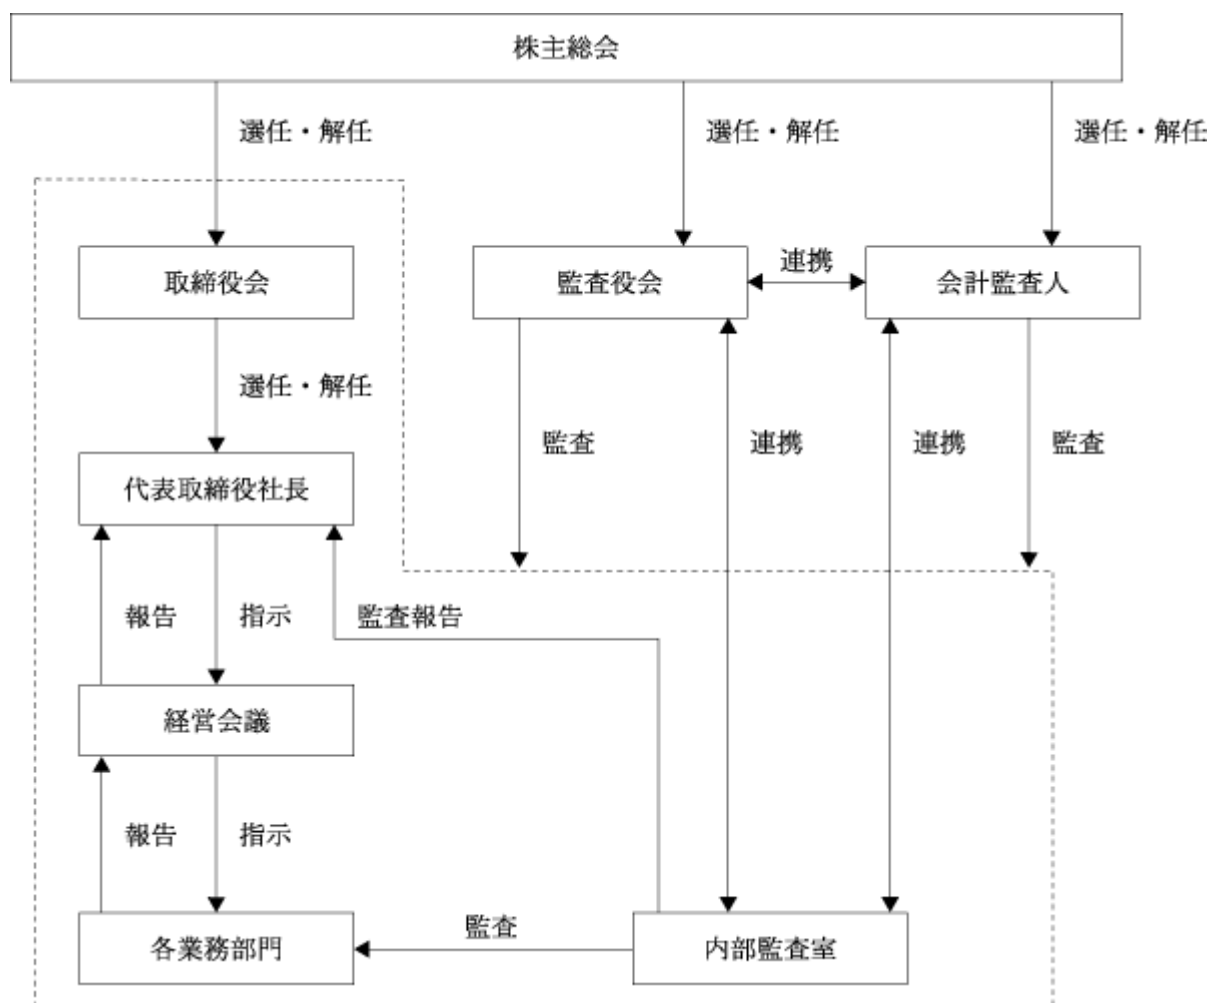 株主総会
選任・解任
選任・解任
選任・解任
取締役会
監査役会
連携
会計監査人
選任・解任
監査
連携
連携
監査
代表取締役社長
報告
指示
監査報告
経営会議
報告
指示
各業務部門
監査
内部監査室